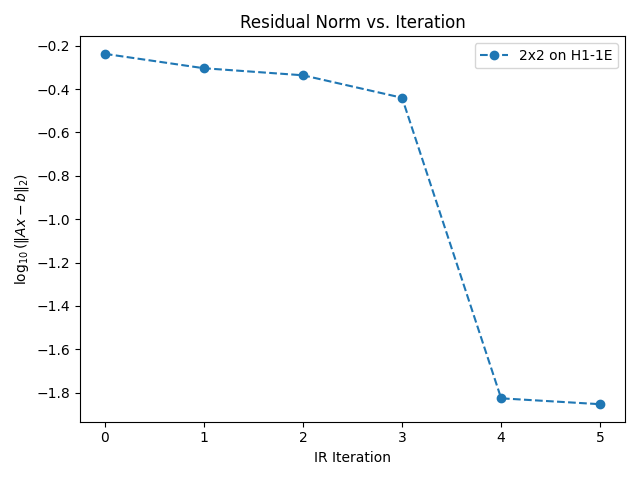 Residual Norm vs. Iteration
2x2 on H1-1E
−0.2
−0.4
−0.6
−0.8
−1.0
−1.2
−1.4
−1.6
−1.8
log₁₀(‖Ax − b‖₂)
0 1 2 3 4 5
IR Iteration